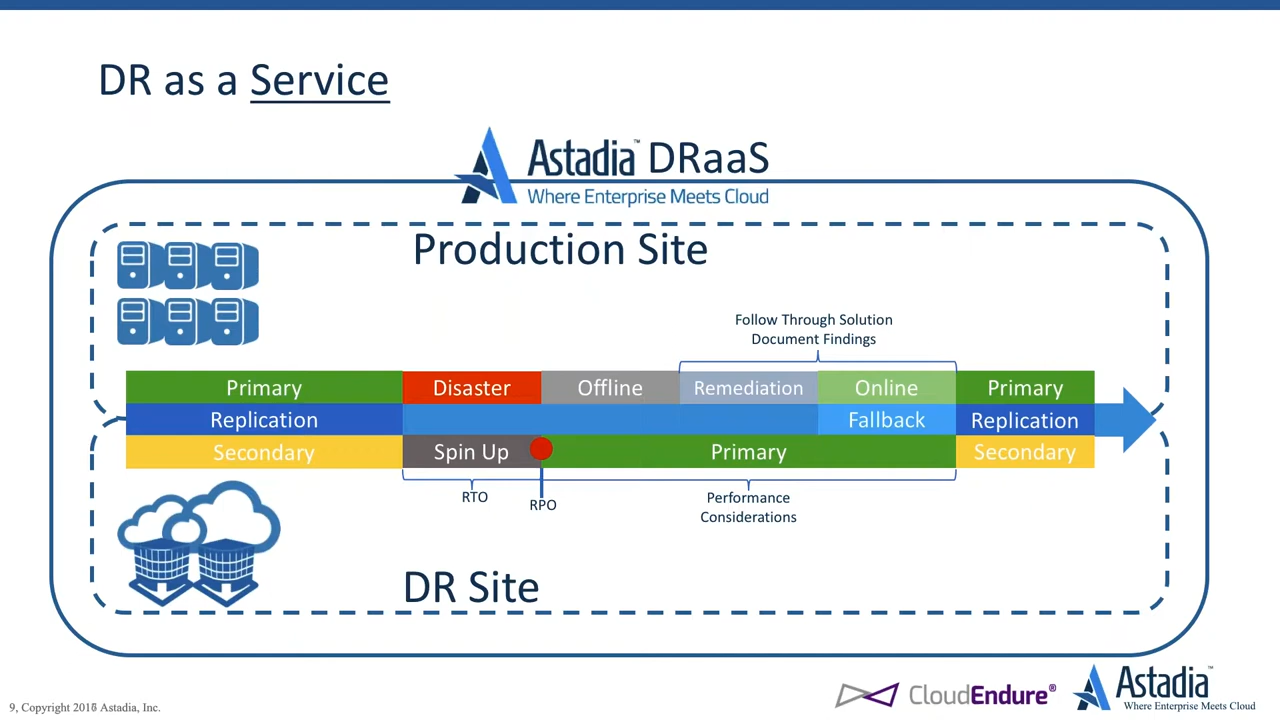 DR as a Service
Astadia™ DRaaS
Where Enterprise Meets Cloud
Production Site
Follow Through Solution
Document Findings
Primary Disaster Offline Remediation Online Primary
Replication Fallback Replication
Secondary Spin Up Primary Secondary
RTO
RPO
Performance
Considerations
DR Site
CloudEndure®
Astadia™
Where Enterprise Meets Cloud
9, Copyright Astadia, Inc.